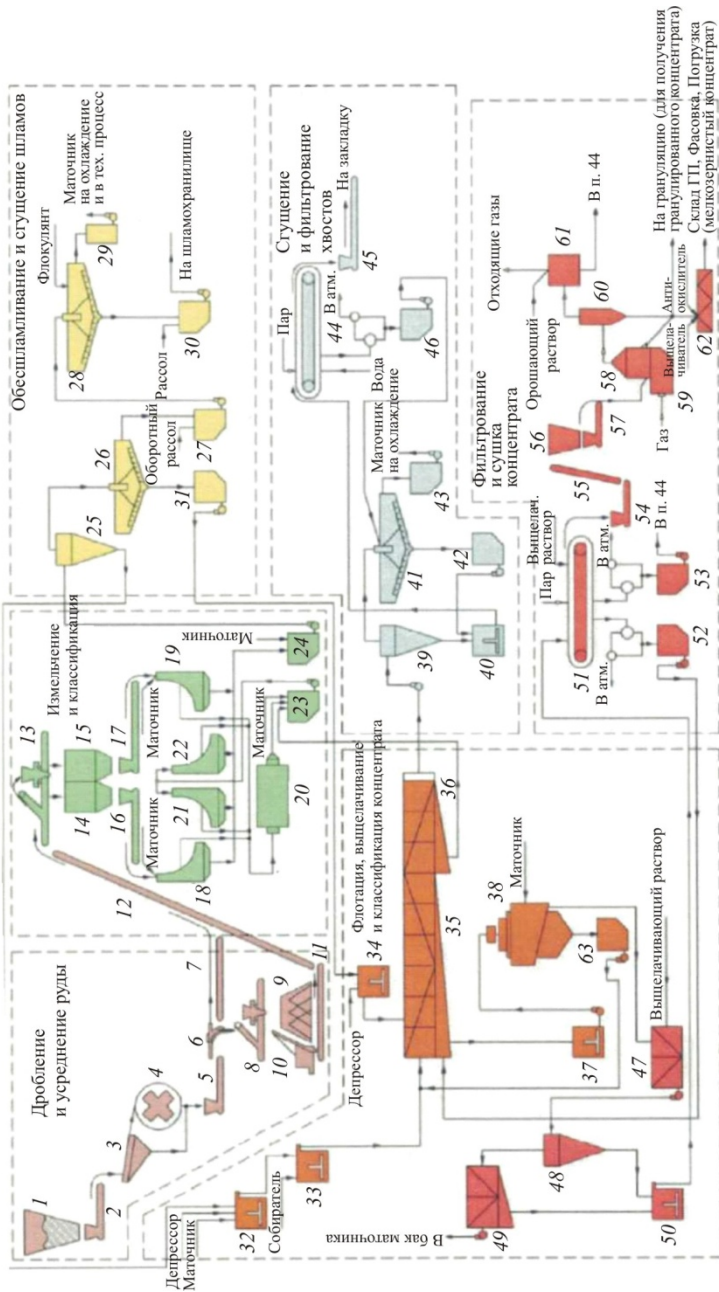 Дробление
и усреднение руды
1
2
3
4
5
6
7
8
9
10
11
12
Измельчение
и классификация
13
14
15
16
17
Маточник
Маточник
18
19
20
21
22
Маточник
23
24
Маточник
Обесшламливание и сгущение шламов
25
26
Оборотный
рассол
27
31
28
Флокулянт
Маточник
на охлаждение
и в тех. процесс
29
Рассол
30
На шламохранилище
Депрессор
Маточник
32
Собиратель
33
Депрессор
34
Флотация, выщелачивание
и классификация концентрата
35
36
37
38
Маточник
63
Выщелачивающий раствор
47
48
49
50
В бак маточника
Сгущение
и фильтрование
хвостов
39
40
41
42
43
Маточник
на охлаждение
Вода
Пар
В атм.
44
45
На закладку
46
Фильтрование
и сушка
концентрата
Пар
Выщелач.
раствор
51
В атм.
52
В атм.
53
В п. 44
54
55
56
57
58
59
Газ
60
61
Орошающий
раствор
Отходящие газы
В п. 44
Выщела-
чиватель
Анти-
окислитель
62
На грануляцию (для получения
гранулированного концентрата)
Склад ГП, Фасовка, Погрузка
(мелкозернистый концентрат)